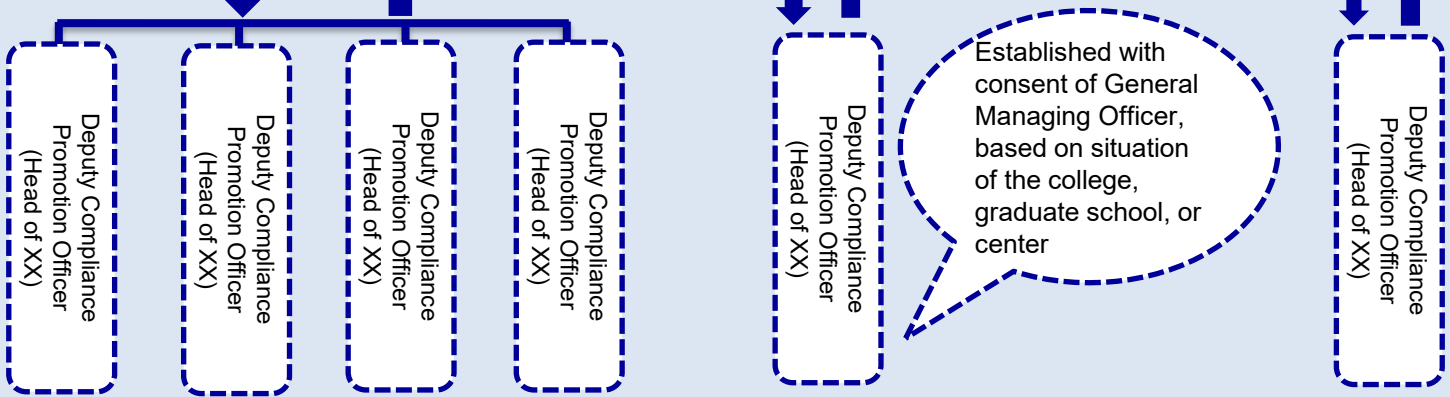 Deputy Compliance
Promotion Officer
(Head of XX)
Deputy Compliance
Promotion Officer
(Head of XX)
Deputy Compliance
Promotion Officer
(Head of XX)
Deputy Compliance
Promotion Officer
(Head of XX)
Deputy Compliance
Promotion Officer
(Head of XX)
Established with
consent of General
Managing Officer,
based on situation
of the college,
graduate school, or
center
Deputy Compliance
Promotion Officer
(Head of XX)